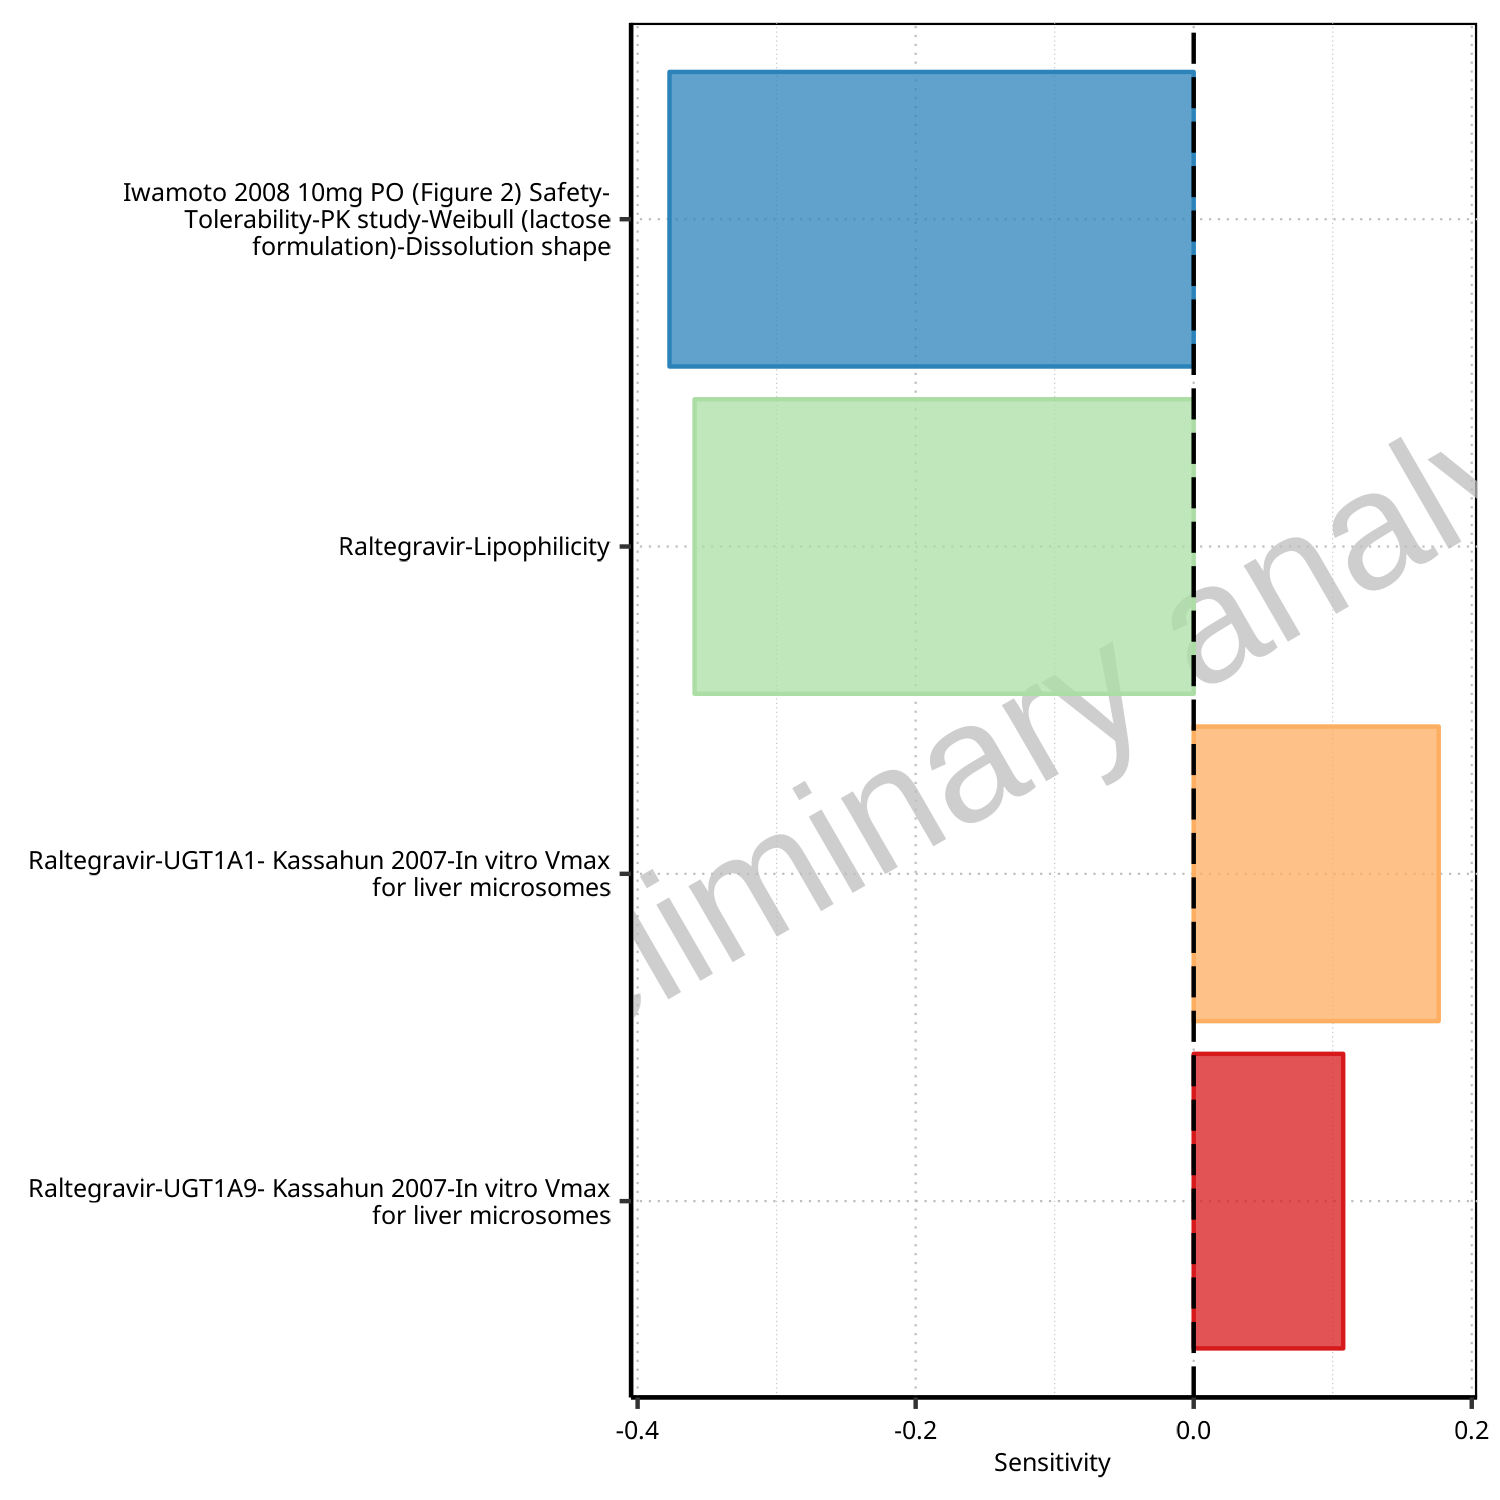 Iwamoto 2008 10mg PO (Figure 2) Safety-
Tolerability-PK study-Weibull (lactose
formulation)-Dissolution shape
Raltegravir-Lipophilicity
Raltegravir-UGT1A1- Kassahun 2007-In vitro Vmax
for liver microsomes
Raltegravir-UGT1A9- Kassahun 2007-In vitro Vmax
for liver microsomes
liminary analy
-0.4 -0.2 0.0 0.2
Sensitivity